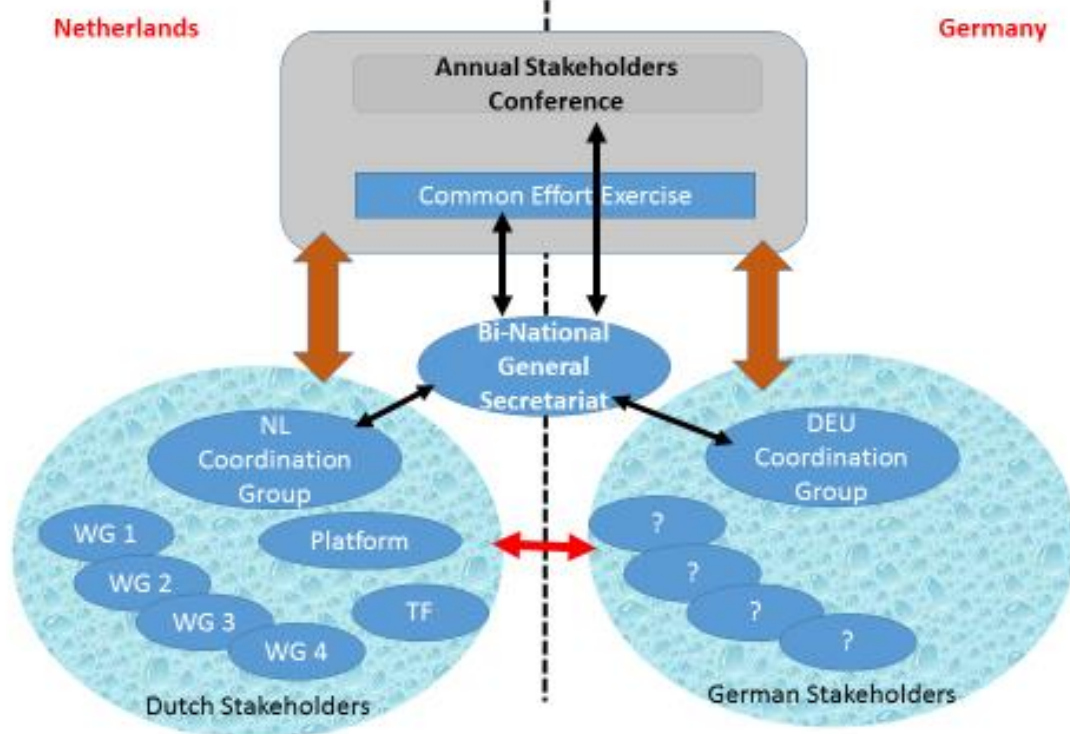 Netherlands
Germany
Annual Stakeholders
Conference
Common Effort Exercise
Bi-National
General
Secretariat
NL
Coordination
Group
DEU
Coordination
Group
WG 1
Platform
WG 2
WG 3
TF
WG 4
Dutch Stakeholders
?
?
?
?
German Stakeholders